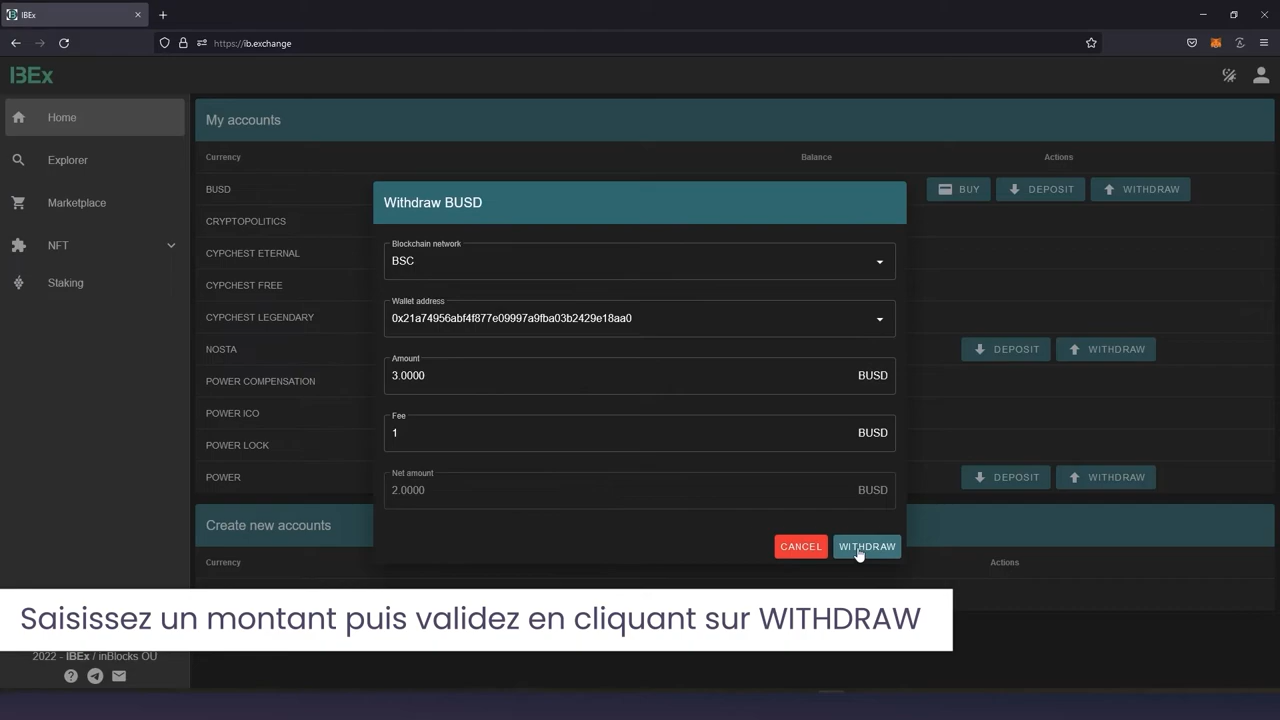 IBEx
https://ib.exchange
IBEx
Home
Explorer
Marketplace
NFT
Staking
My accounts
Currency
Balance
Actions
BUSD
BUY
DEPOSIT
WITHDRAW
CRYPTOPOLITICS
CYPCHEST ETERNAL
CYPCHEST FREE
CYPCHEST LEGENDARY
NOSTA
DEPOSIT
WITHDRAW
POWER COMPENSATION
POWER ICO
POWER LOCK
POWER
DEPOSIT
WITHDRAW
Withdraw BUSD
Blockchain network
BSC
Wallet address
0x21a74956abf4f877e09997a9fba03b2429e18aa0
Amount
3.0000 BUSD
Fee
1 BUSD
Net amount
2.0000 BUSD
CANCEL
WITHDRAW
Create new accounts
Currency
Actions
Saisissez un montant puis validez en cliquant sur WITHDRAW
2022 - IBEx / inBlocks OU